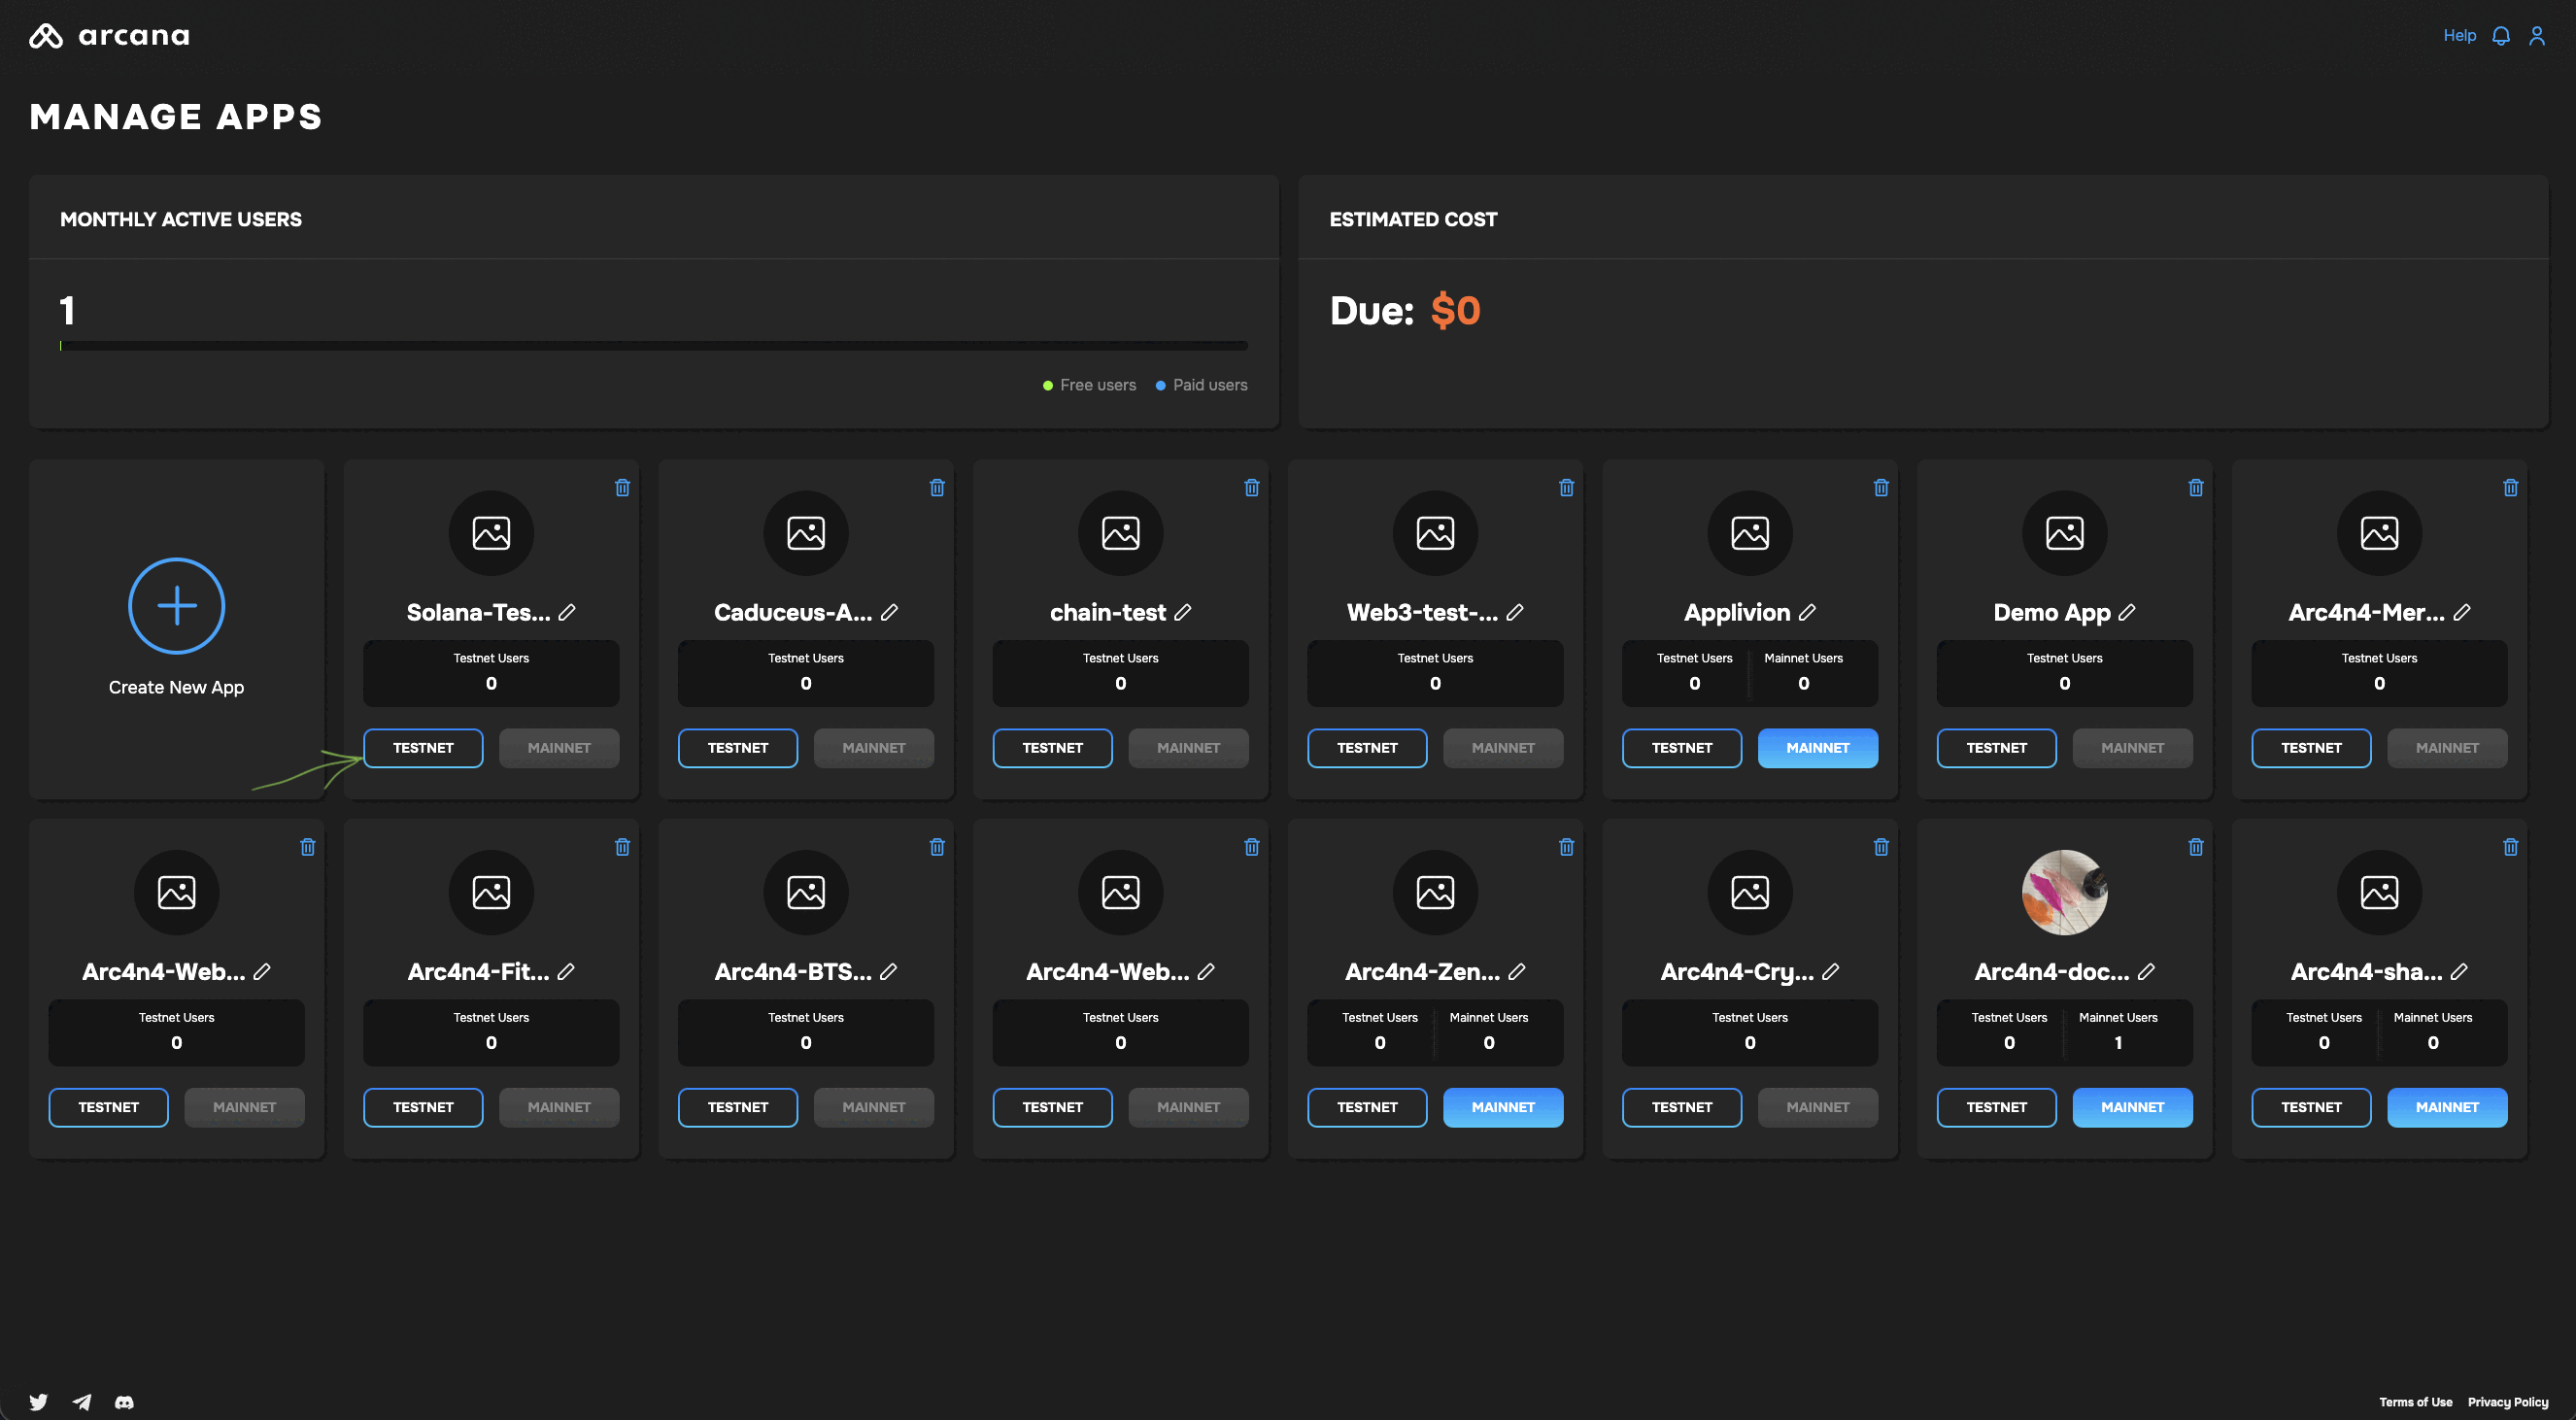 arcana
Help
MANAGE APPS
MONTHLY ACTIVE USERS
1
Free users
Paid users
ESTIMATED COST
Due: $0
Create New App
Solana-Tes...
Testnet Users
0
TESTNET
MAINNET
Caduceus-A...
Testnet Users
0
TESTNET
MAINNET
chain-test
Testnet Users
0
TESTNET
MAINNET
Web3-test-...
Testnet Users
0
TESTNET
MAINNET
Applivion
Testnet Users
0
Mainnet Users
0
TESTNET
MAINNET
Demo App
Testnet Users
0
TESTNET
MAINNET
Arc4n4-Mer...
Testnet Users
0
TESTNET
MAINNET
Arc4n4-Web...
Testnet Users
0
TESTNET
MAINNET
Arc4n4-Fit...
Testnet Users
0
TESTNET
MAINNET
Arc4n4-BTS...
Testnet Users
0
TESTNET
MAINNET
Arc4n4-Web...
Testnet Users
0
TESTNET
MAINNET
Arc4n4-Zen...
Testnet Users
0
Mainnet Users
0
TESTNET
MAINNET
Arc4n4-Cry...
Testnet Users
0
TESTNET
MAINNET
Arc4n4-doc...
Testnet Users
0
Mainnet Users
1
TESTNET
MAINNET
Arc4n4-sha...
Testnet Users
0
Mainnet Users
0
TESTNET
MAINNET
Terms of Use
Privacy Policy